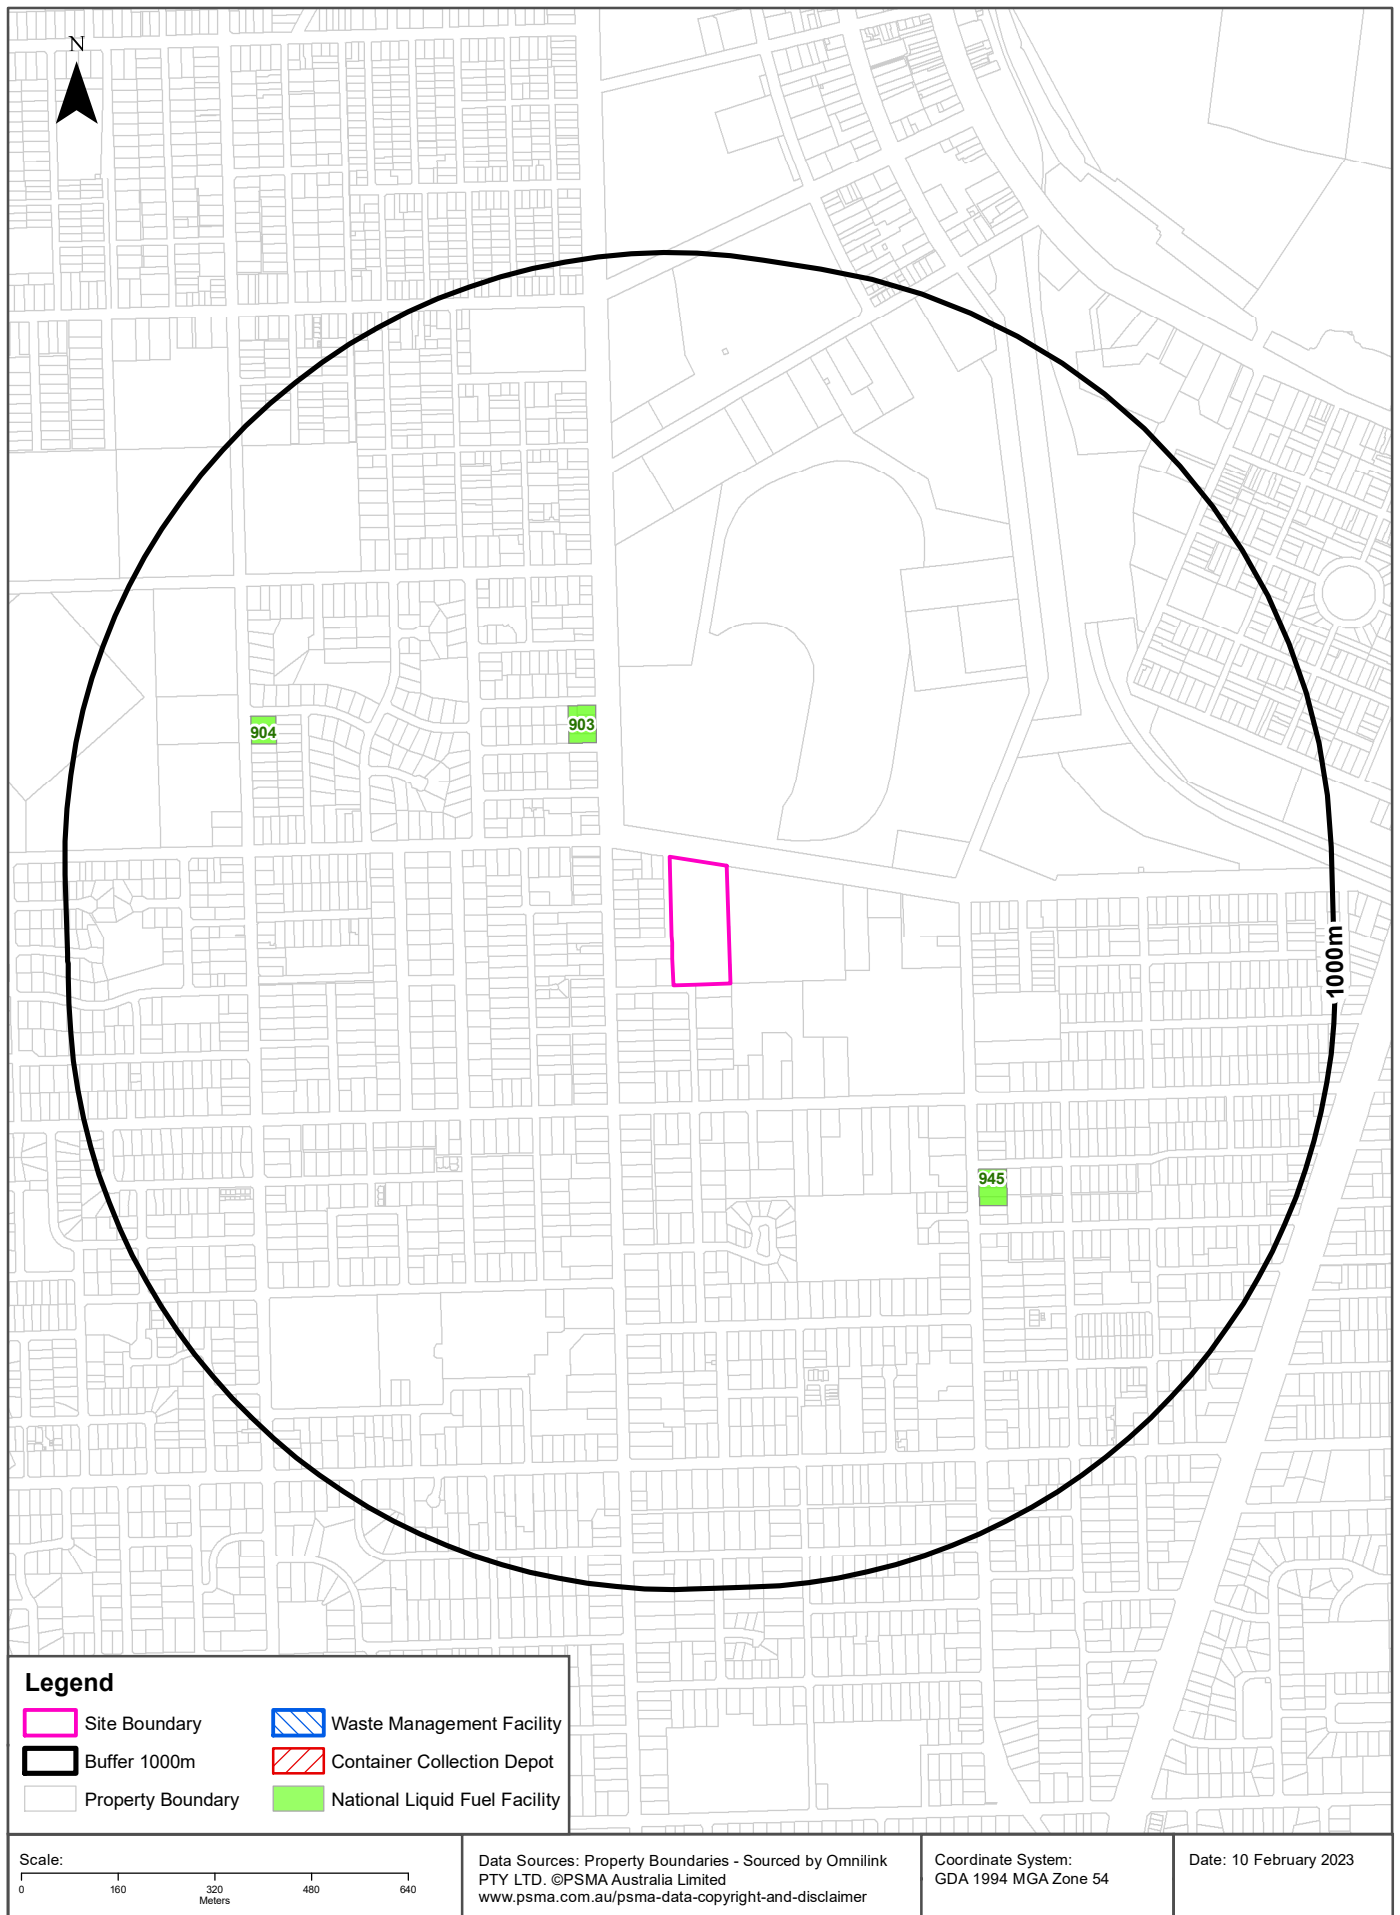 N
904
903
1000m
945
Legend
Site Boundary
Waste Management Facility
Buffer 1000m
Container Collection Depot
Property Boundary
National Liquid Fuel Facility
Scale:
0 160 320 480 640
Meters
Data Sources: Property Boundaries - Sourced by Omnilink
PTY LTD. ©PSMA Australia Limited
www.psma.com.au/psma-data-copyright-and-disclaimer
Coordinate System:
GDA 1994 MGA Zone 54
Date: 10 February 2023